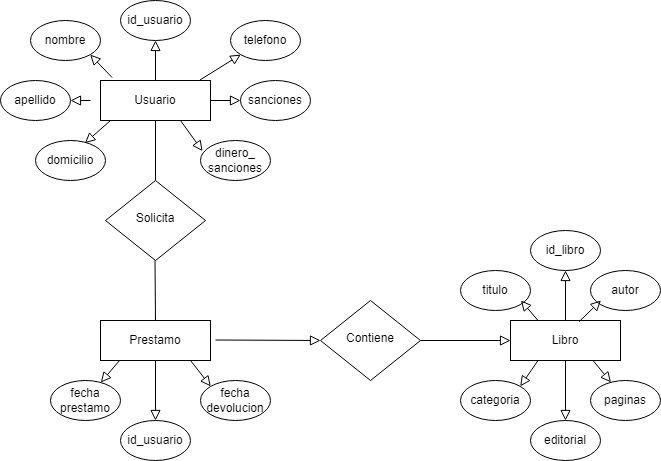 id_usuario
nombre
telefono
apellido
Usuario
sanciones
domicilio
dinero_
sanciones
Solicita
id_libro
titulo
autor
Prestamo
Contiene
Libro
fecha
prestamo
fecha
devolucion
categoria
paginas
id_usuario
editorial